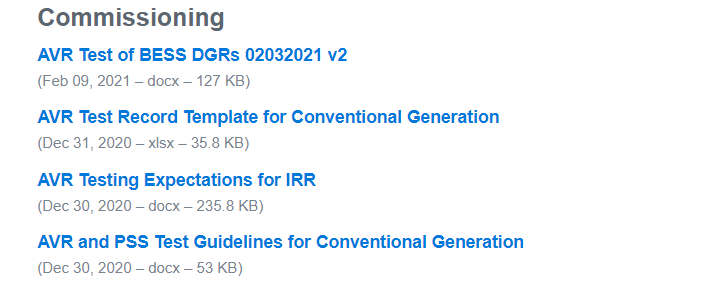 Commissioning
AVR Test of BESS DGRs 02032021 v2
(Feb 09, 2021 – docx – 127 KB)
AVR Test Record Template for Conventional Generation
(Dec 31, 2020 – xlsx – 35.8 KB)
AVR Testing Expectations for IRR
(Dec 30, 2020 – docx – 235.8 KB)
AVR and PSS Test Guidelines for Conventional Generation
(Dec 30, 2020 – docx – 53 KB)